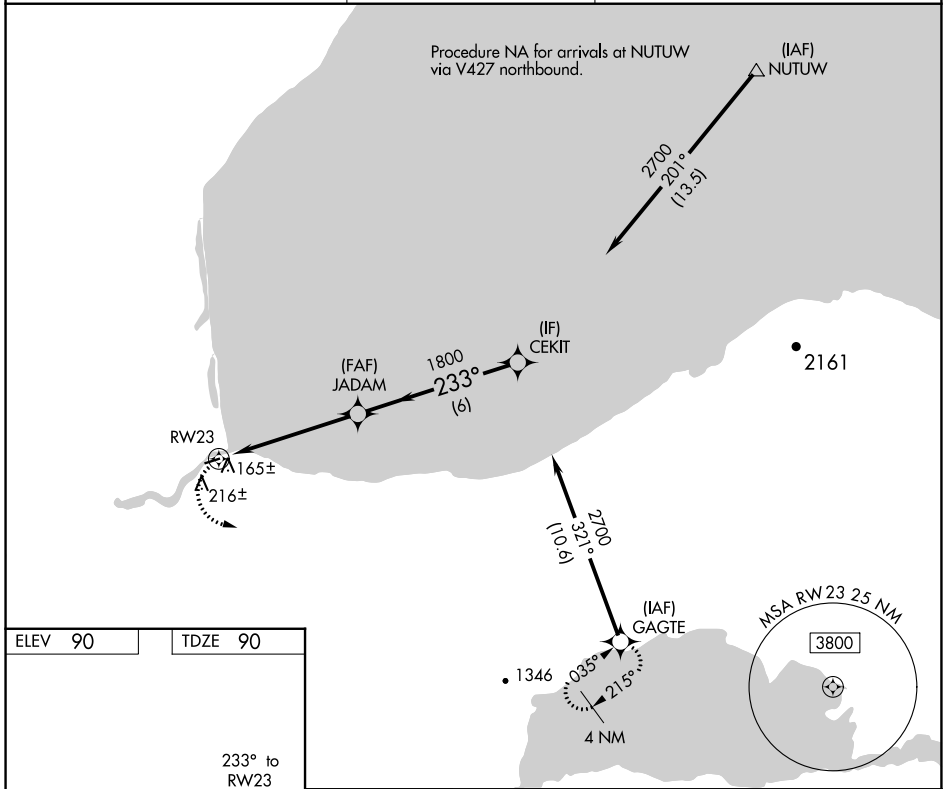 Procedure NA for arrivals at NUTUW
via V427 northbound.
(IAF)
NUTUW
2700
201°
(13.5)
(IF)
CEKIT
1800
233°
(6)
(FAF)
JADAM
2161
RW23
165±
216±
2700
321°
(10.6)
(IAF)
GAGTE
MSA RW23 25 NM
3800
1346
035°
215°
4 NM
ELEV 90
TDZE 90
233° to
RW23